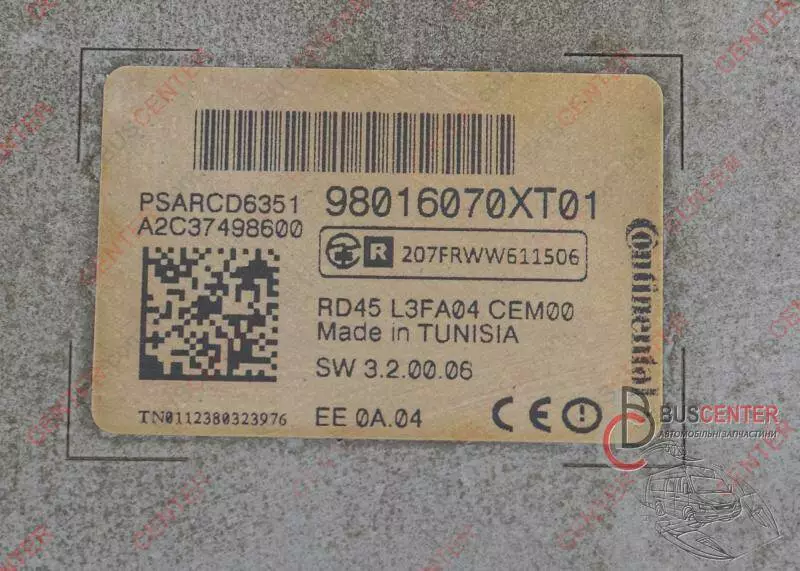 PSARCD6351 98016070XT01
A2C37498600
R 207FRWW611506
RD45 L3FA04 CEM00
Made in TUNISIA
SW 3.2.00.06
TN0112380323976 EE 0A.04 CE
Continental
BUSCENTER
АВТОМОБІЛЬНІ ЗАПЧАСТИНИ